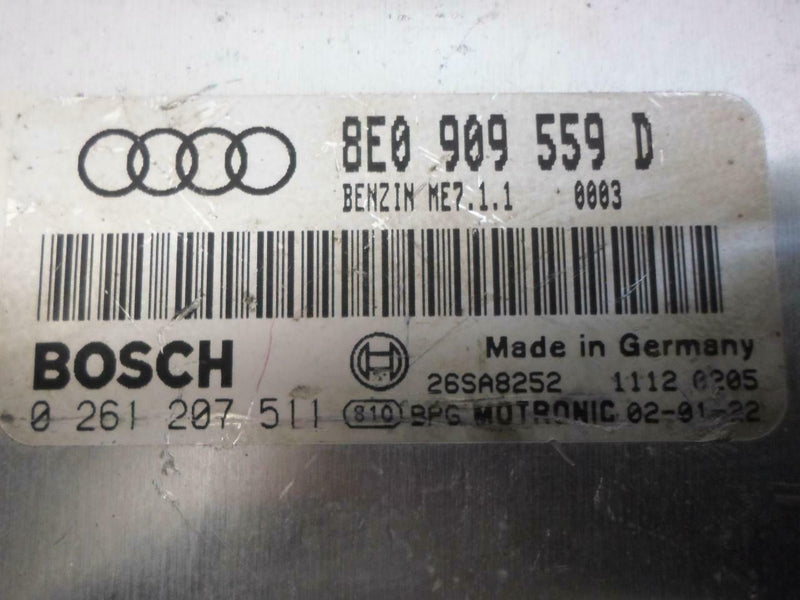 8E0 909 559 D
BENZIN ME7.1.1 0003
BOSCH
Made in Germany
26SA8252 1112 0205
0 261 207 511 810 BPG MOTRONIC 02-01-22